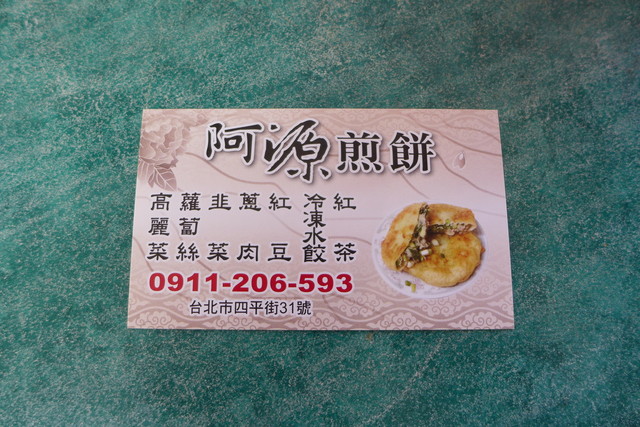 阿源煎餅
高麗菜
蘿蔔絲
韭菜
蔥肉
紅豆
冷凍水餃
紅茶
0911-206-593
台北市四平街31號